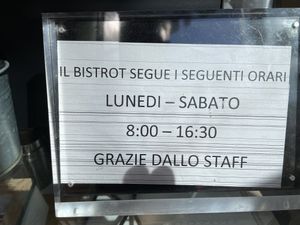 IL BISTROT SEGUE I SEGUENTI ORARI
LUNEDI – SABATO
8:00 – 16:30
GRAZIE DALLO STAFF